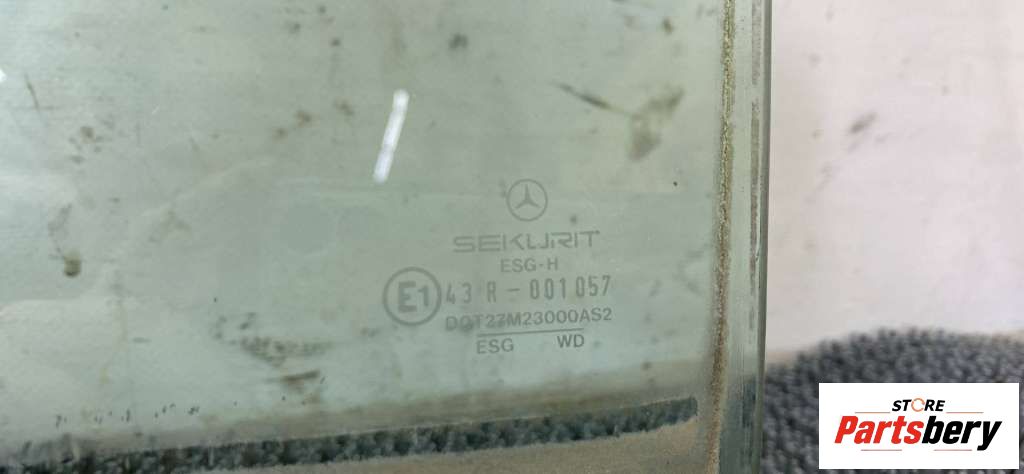 SEKURIT
ESG-H
E1 43 R-001057
DOT27M23000AS2
ESG WD
STORE
Partsbery